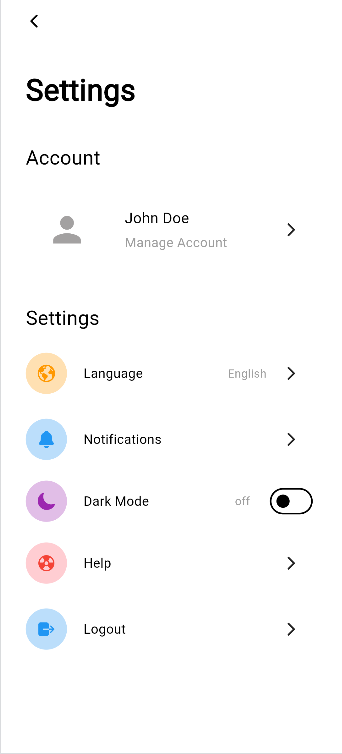 Settings
Account
John Doe
Manage Account
Settings
Language English
Notifications
Dark Mode off
Help
Logout